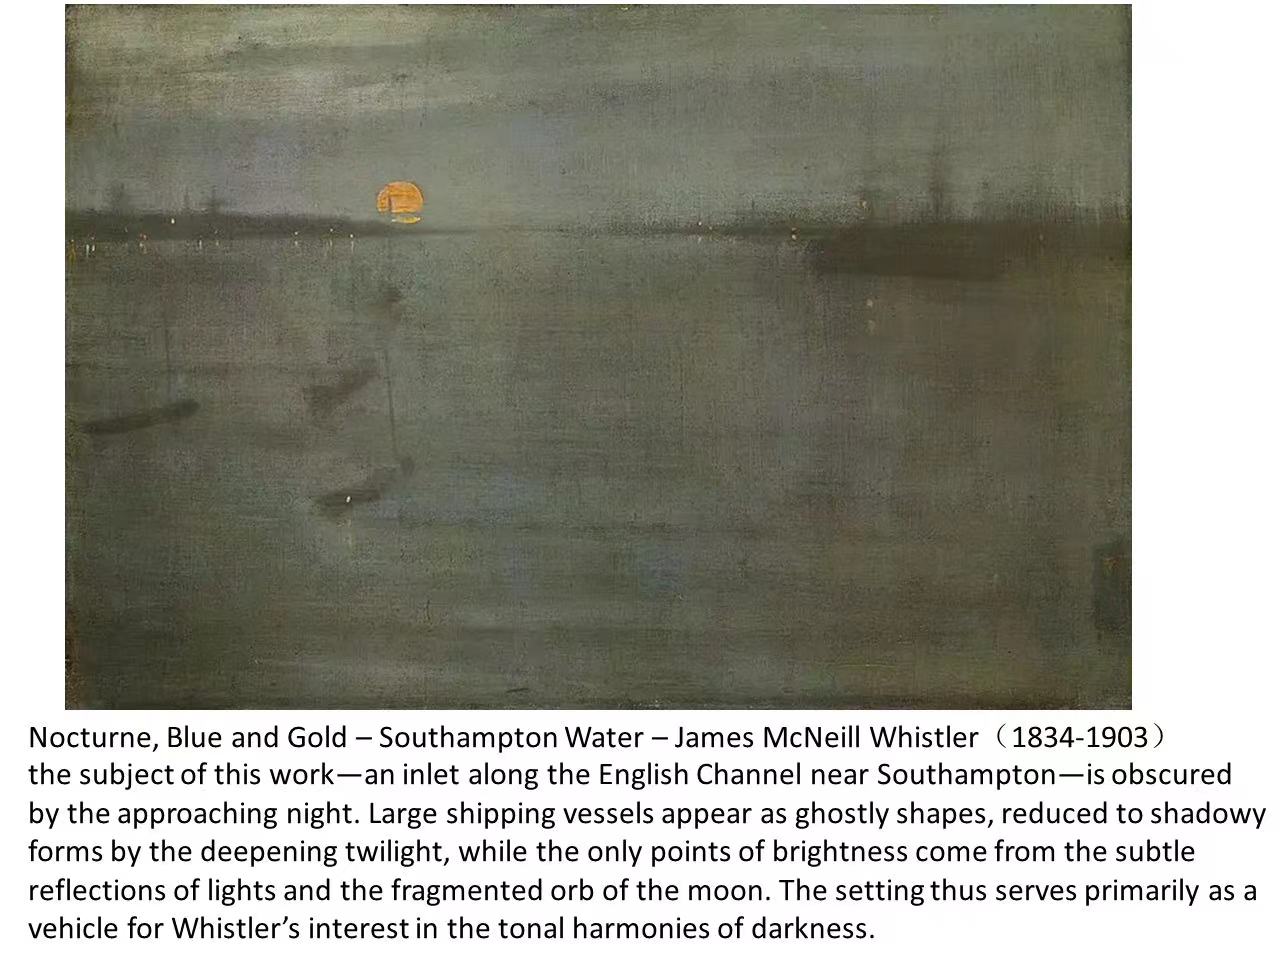 Nocturne, Blue and Gold – Southampton Water – James McNeill Whistler（1834-1903）
the subject of this work—an inlet along the English Channel near Southampton—is obscured
by the approaching night. Large shipping vessels appear as ghostly shapes, reduced to shadowy
forms by the deepening twilight, while the only points of brightness come from the subtle
reflections of lights and the fragmented orb of the moon. The setting thus serves primarily as a
vehicle for Whistler’s interest in the tonal harmonies of darkness.